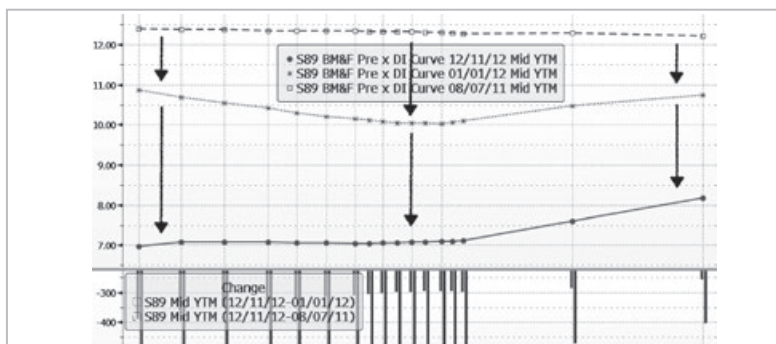 12.00
S89 BM&F Pre x DI Curve 12/11/12 Mid YTM
S89 BM&F Pre x DI Curve 01/01/12 Mid YTM
S89 BM&F Pre x DI Curve 08/07/11 Mid YTM
11.00
10.00
9.00
8.00
7.00
Change
-300
S89 Mid YTM (12/11/12-01/01/12)
S89 Mid YTM (12/11/12-08/07/11)
-400